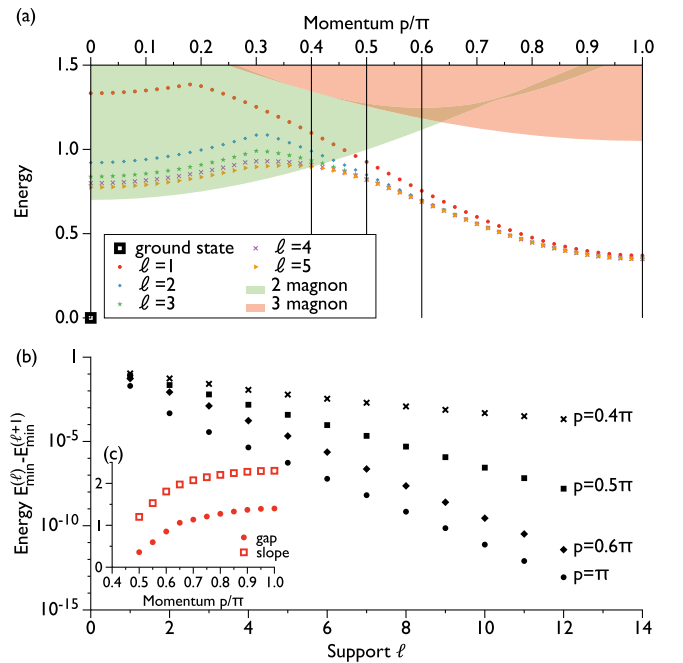 (a)
Momentum p/π
0 0.1 0.2 0.3 0.4 0.5 0.6 0.7 0.8 0.9 1.0
1.5
1.0
0.5
0.0
Energy
ground state
ℓ =1
ℓ =2
ℓ =3
ℓ =4
ℓ =5
2 magnon
3 magnon
(b)
1
10-5
10-10
10-15
Energy E(ℓ)min-E(ℓ+1)min
p=0.4π
p=0.5π
p=0.6π
p=π
(c)
2
1
0
gap
slope
0.4 0.5 0.6 0.7 0.8 0.9 1.0
Momentum p/π
0 2 4 6 8 10 12 14
Support ℓ